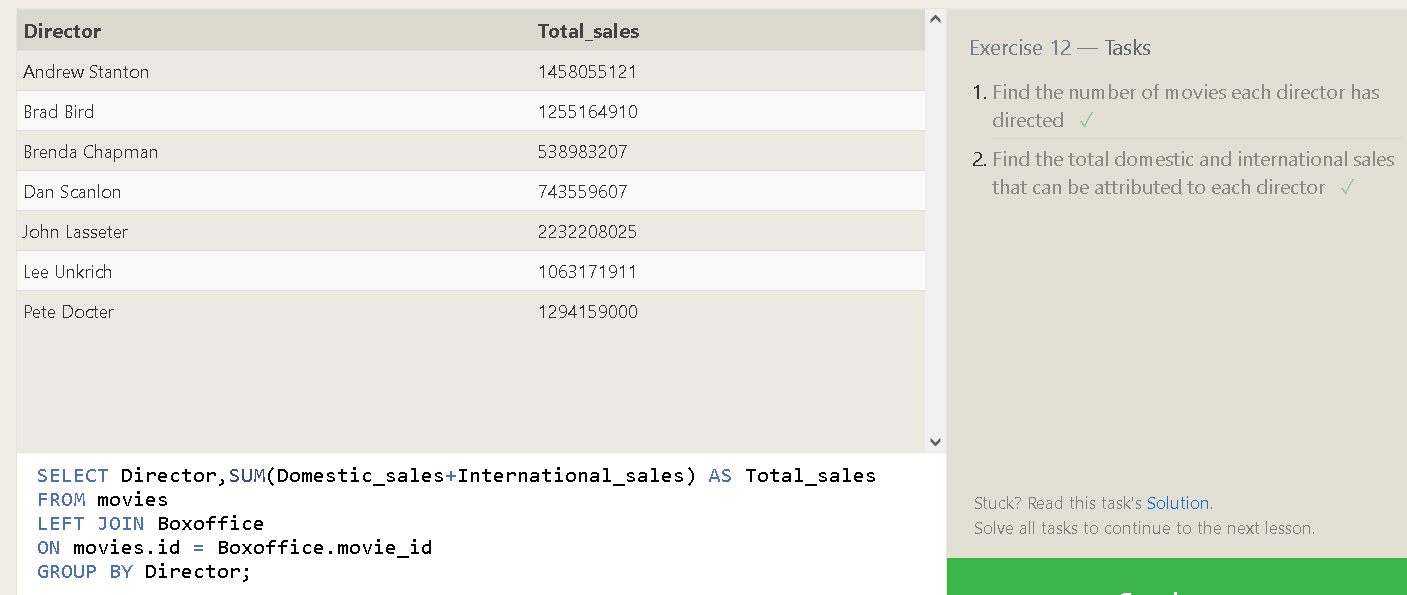 Director Total_sales
Andrew Stanton 1458055121
Brad Bird 1255164910
Brenda Chapman 538983207
Dan Scanlon 743559607
John Lasseter 2232208025
Lee Unkrich 1063171911
Pete Docter 1294159000
SELECT Director,SUM(Domestic_sales+International_sales) AS Total_sales
FROM movies
LEFT JOIN Boxoffice
ON movies.id = Boxoffice.movie_id
GROUP BY Director;
Exercise 12 — Tasks
1. Find the number of movies each director has
directed ✓
2. Find the total domestic and international sales
that can be attributed to each director ✓
Stuck? Read this task's Solution.
Solve all tasks to continue to the next lesson.